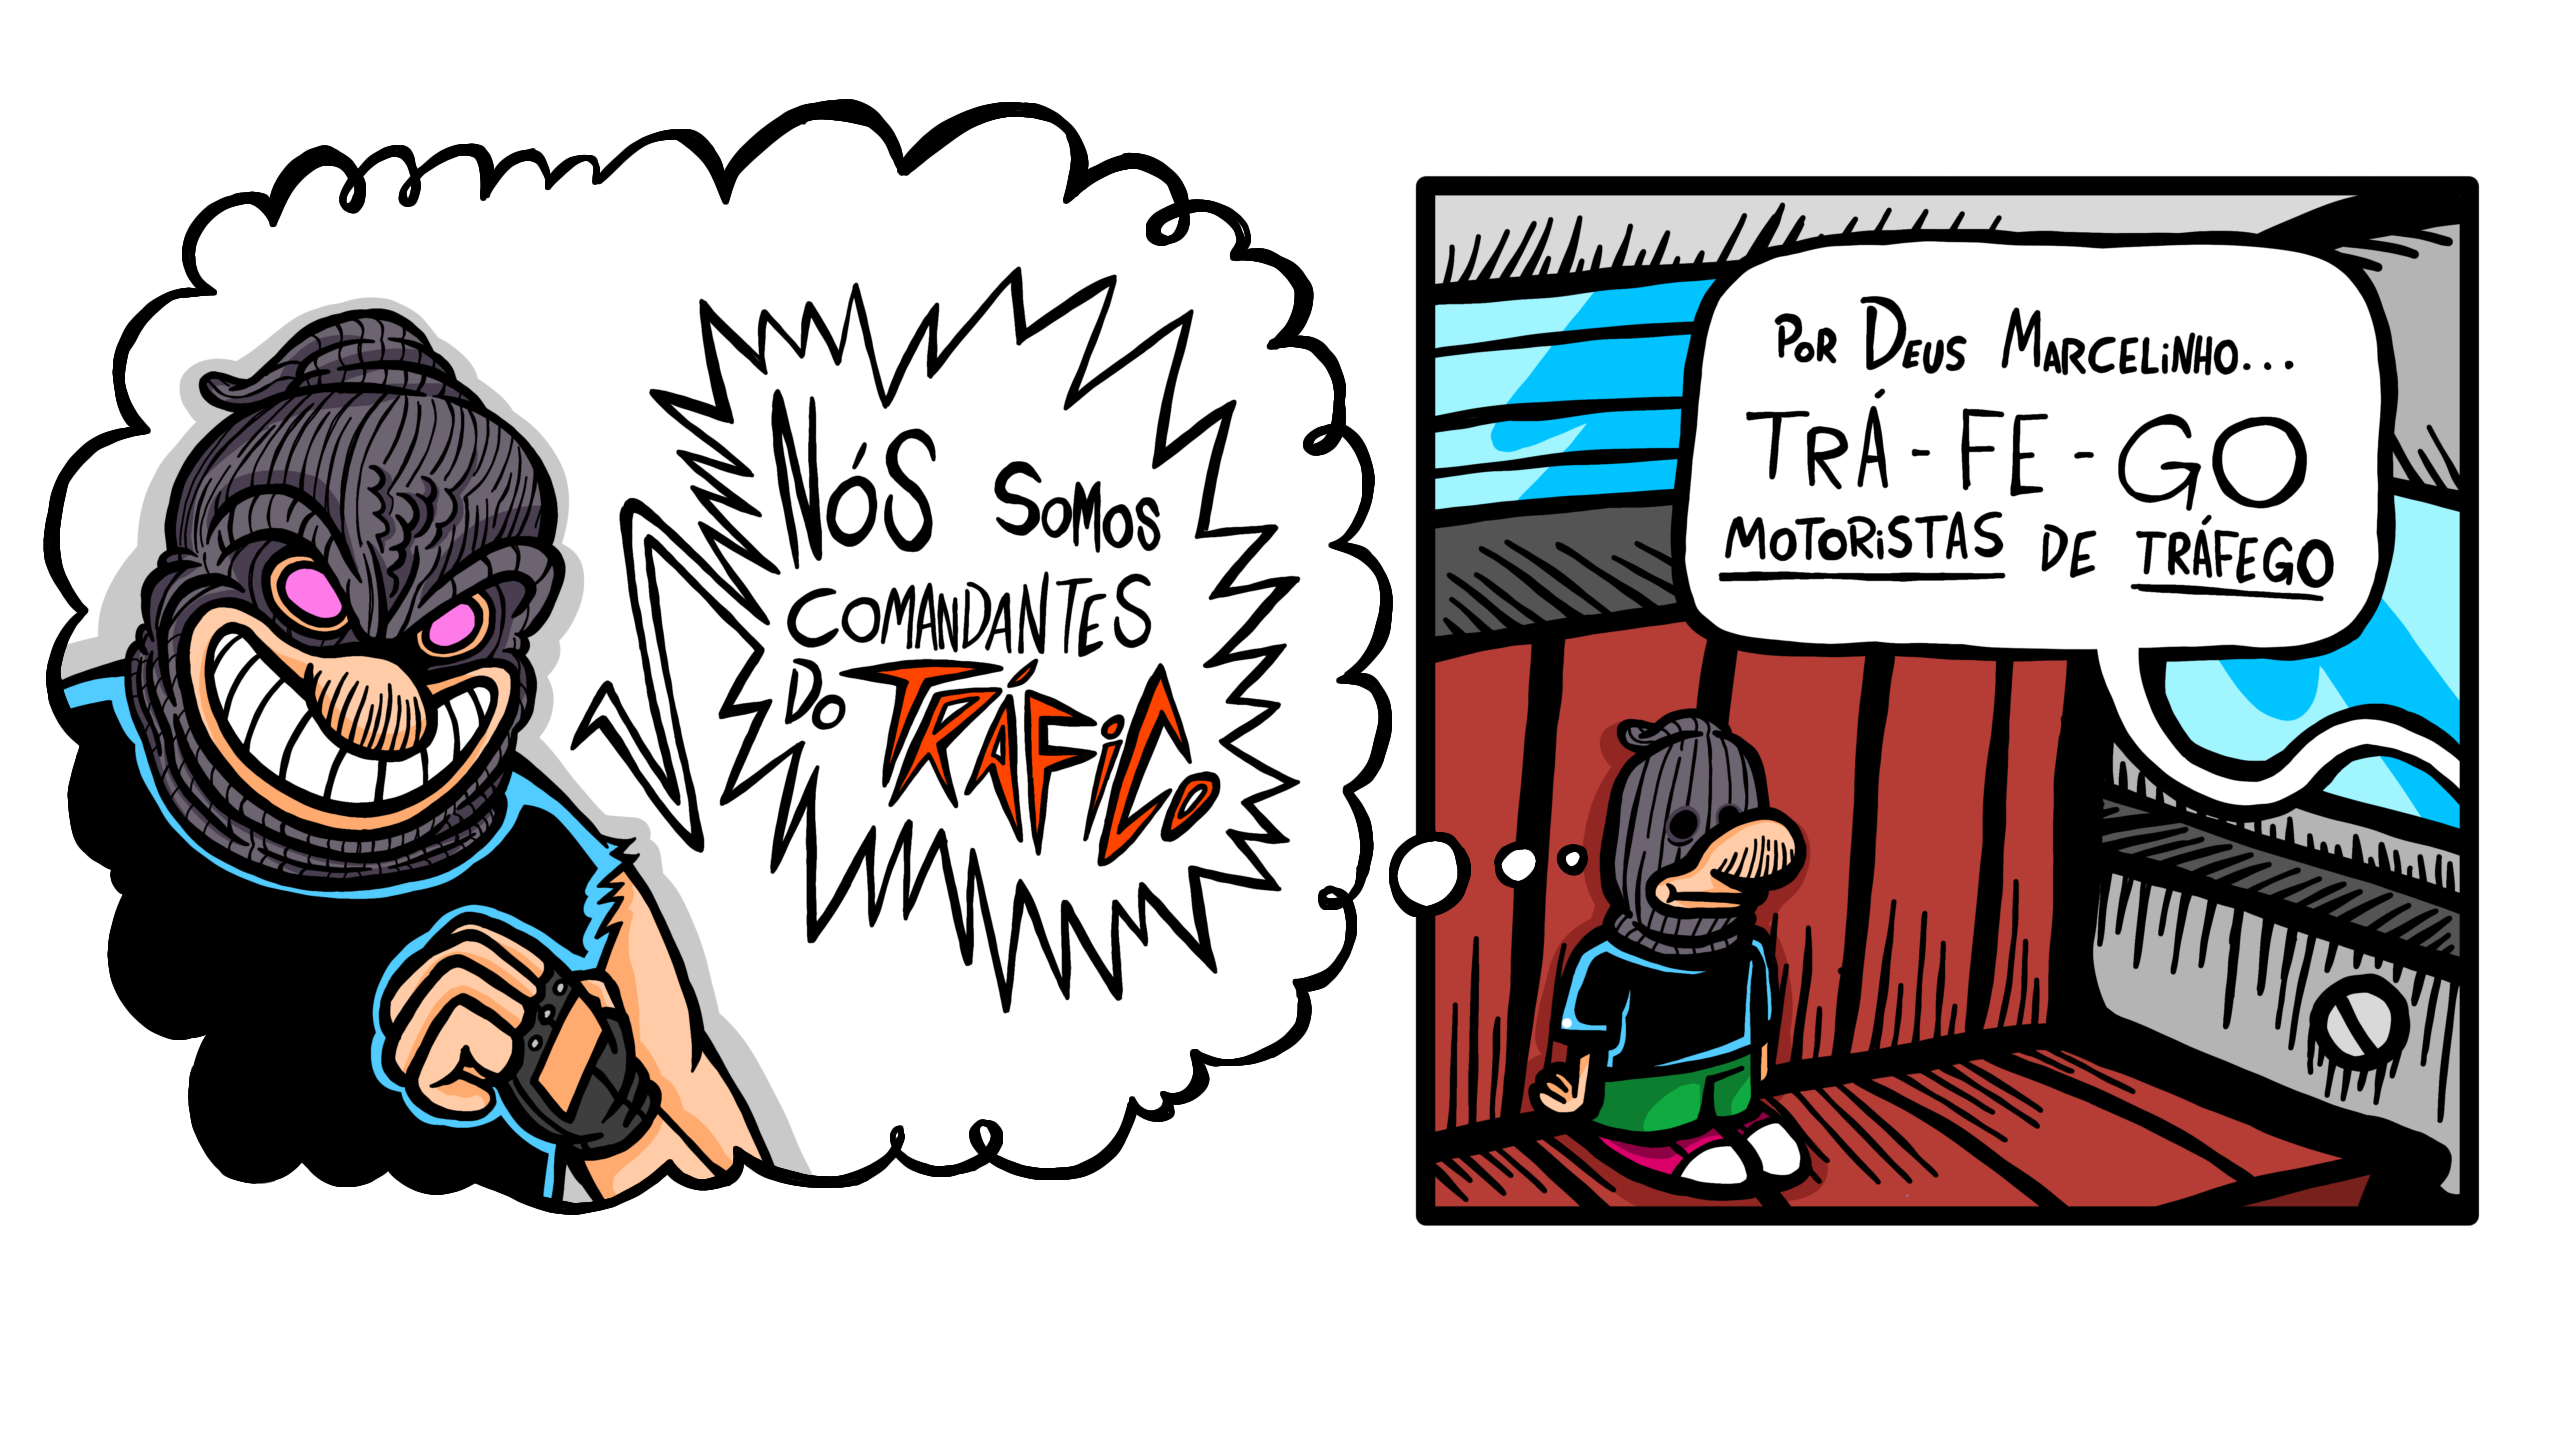 NÓS SOMOS
COMANDANTES
DO TRÁFICO
POR DEUS MARCELINHO...
TRÁ-FE-GO
MOTORISTAS DE TRÁFEGO